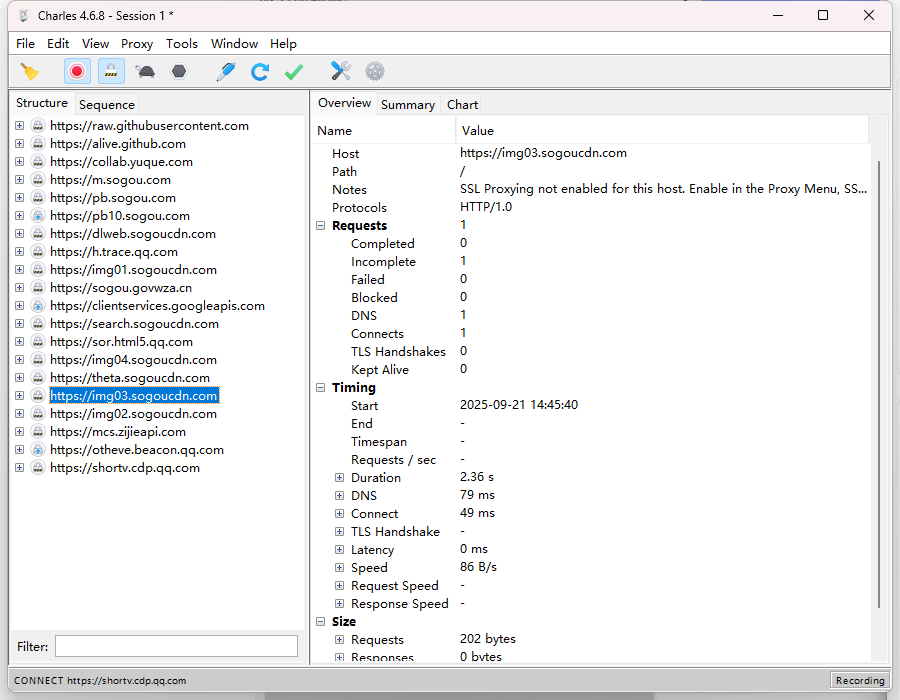 Charles 4.6.8 - Session 1 *
File Edit View Proxy Tools Window Help
Structure Sequence
https://raw.githubusercontent.com
https://alive.github.com
https://collab.yuque.com
https://m.sogou.com
https://pb.sogou.com
https://pb10.sogou.com
https://dlweb.sogoucdn.com
https://h.trace.qq.com
https://img01.sogoucdn.com
https://sogou.govwza.cn
https://clientservices.googleapis.com
https://search.sogoucdn.com
https://sor.html5.qq.com
https://img04.sogoucdn.com
https://theta.sogoucdn.com
https://img03.sogoucdn.com
https://img02.sogoucdn.com
https://mcs.zijieapi.com
https://otheve.beacon.qq.com
https://shortv.cdp.qq.com
Filter:
Overview Summary Chart
Name Value
Host https://img03.sogoucdn.com
Path /
Notes SSL Proxying not enabled for this host. Enable in the Proxy Menu, SS...
Protocols HTTP/1.0
Requests 1
Completed 0
Incomplete 1
Failed 0
Blocked 0
DNS 1
Connects 1
TLS Handshakes 0
Kept Alive 0
Timing
Start 2025-09-21 14:45:40
End -
Timespan -
Requests / sec -
Duration 2.36 s
DNS 79 ms
Connect 49 ms
TLS Handshake -
Latency 0 ms
Speed 86 B/s
Request Speed -
Response Speed -
Size
Requests 202 bytes
Responses 0 bytes
CONNECT https://shortv.cdp.qq.com
Recording